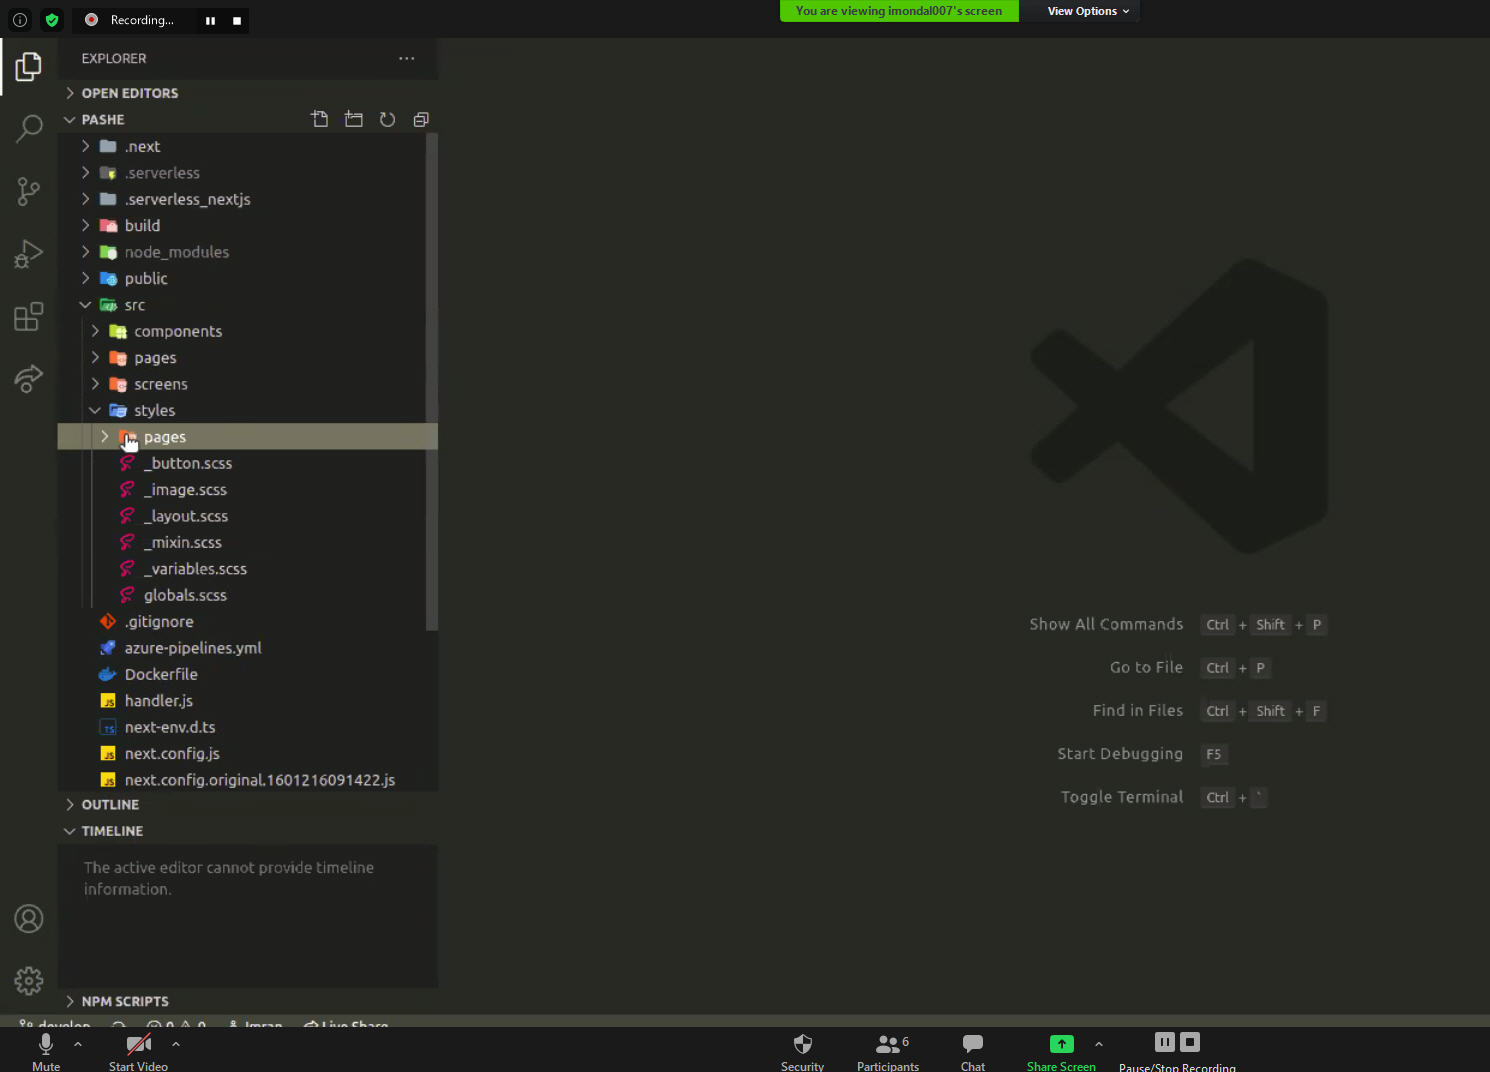 Recording...
You are viewing imondal007's screen
View Options
EXPLORER
OPEN EDITORS
PASHE
.next
.serverless
.serverless_nextjs
build
node_modules
public
src
components
pages
screens
styles
pages
_button.scss
_image.scss
_layout.scss
_mixin.scss
_variables.scss
globals.scss
.gitignore
azure-pipelines.yml
Dockerfile
handler.js
next-env.d.ts
next.config.js
next.config.original.1601216091422.js
OUTLINE
TIMELINE
The active editor cannot provide timeline
information.
NPM SCRIPTS
Show All Commands Ctrl + Shift + P
Go to File Ctrl + P
Find in Files Ctrl + Shift + F
Start Debugging F5
Toggle Terminal Ctrl + `
develop 0 0 Imran Live Share
Mute
Start Video
Security
6
Participants
Chat
Share Screen
Pause/Stop Recording